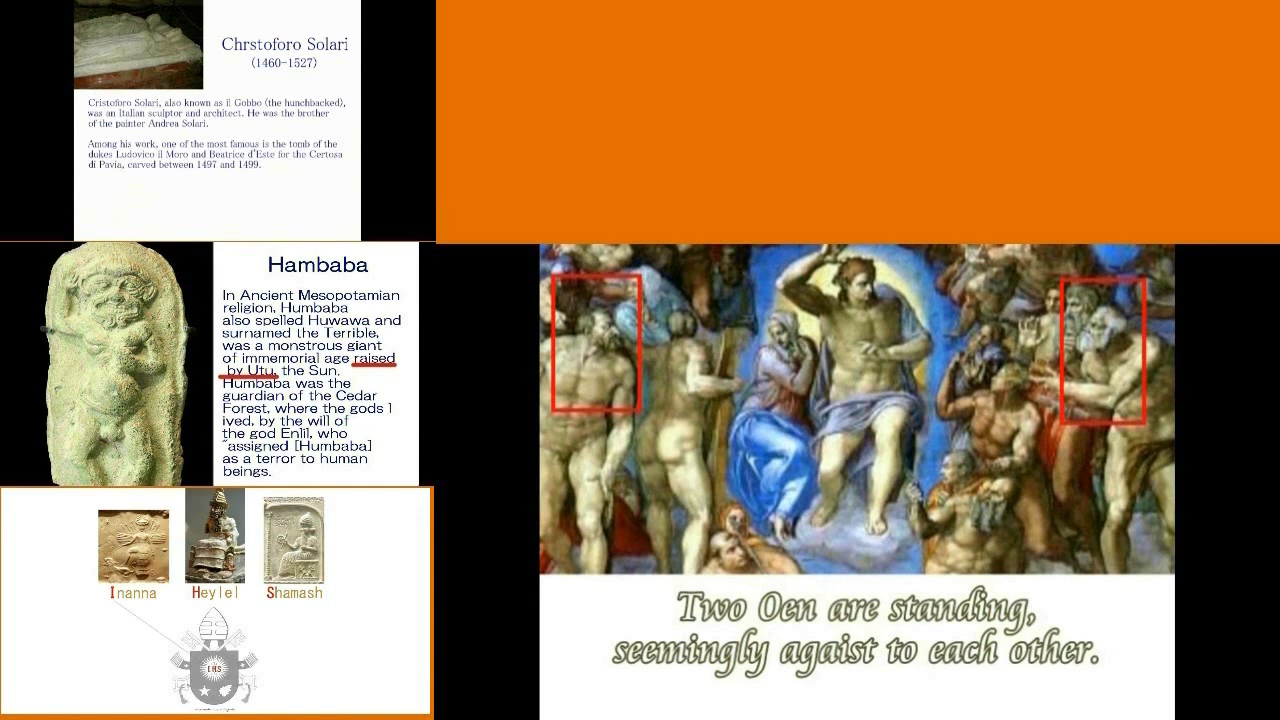 Chrstoforo Solari
(1460-1527)
Cristoforo Solari, also known as il Gobbo (the hunchbacked),
was an Italian sculptor and architect. He was the brother
of the painter Andrea Solari.
Among his work, one of the most famous is the tomb of the
dukes Ludovico il Moro and Beatrice d'Este for the Certosa
di Pavia, carved between 1497 and 1499.
Hambaba
In Ancient Mesopotamian
religion, Humbaba
also spelled Huwawa and
surnamed the Terrible,
was a monstrous giant
of immemorial age raised
by Utu, the Sun.
Humbaba was the
guardian of the Cedar
Forest, where the gods l
ived, by the will of
the god Enlil, who
"assigned [Humbaba]
as a terror to human
beings.
Inanna Heylel Shamash
IHS
Two Oen are standing,
seemingly agaist to each other.